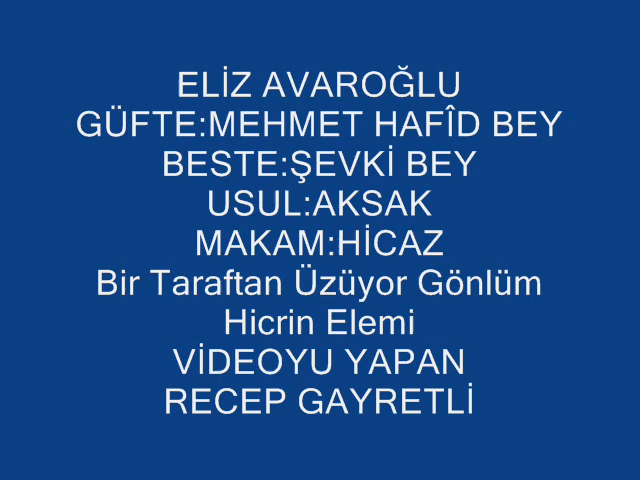 ELİZ AVAROĞLU
GÜFTE:MEHMET HAFÎD BEY
BESTE:ŞEVKİ BEY
USUL:AKSAK
MAKAM:HİCAZ
Bir Taraftan Üzüyor Gönlüm
Hicrin Elemi
VİDEOYU YAPAN
RECEP GAYRETLİ